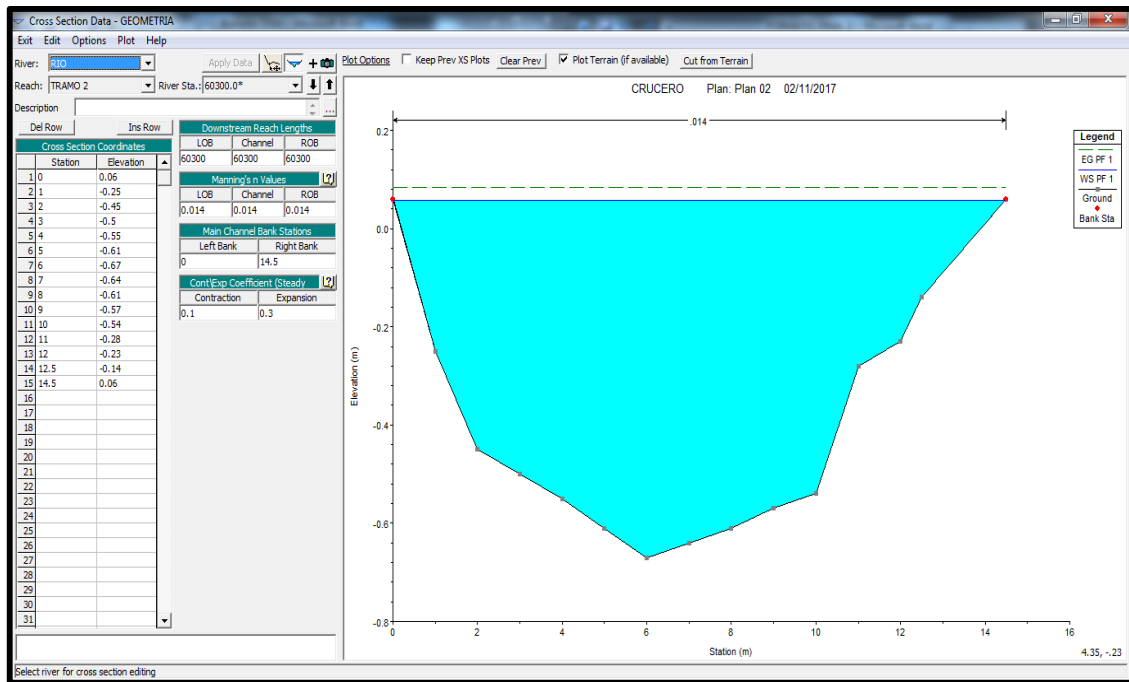 Cross Section Data - GEOMETRIA
Exit Edit Options Plot Help
River: RIO Apply Data + Plot Options Keep Prev XS Plots Clear Prev Plot Terrain (if available) Cut from Terrain
Reach: TRAMO 2 River Sta.: 60300.0*
Description ...
Del Row Ins Row
Cross Section Coordinates
Station Elevation
1 0 0.06
2 1 -0.25
3 2 -0.45
4 3 -0.5
5 4 -0.55
6 5 -0.61
7 6 -0.67
8 7 -0.64
9 8 -0.61
10 9 -0.57
11 10 -0.54
12 11 -0.28
13 12 -0.23
14 12.5 -0.14
15 14.5 0.06
16
17
18
19
20
21
22
23
24
25
26
27
28
29
30
31
Downstream Reach Lengths
LOB Channel ROB
60300 60300 60300
Manning's n Values
LOB Channel ROB
0.014 0.014 0.014
Main Channel Bank Stations
Left Bank Right Bank
0 14.5
Cont\Exp Coefficient (Steady
Contraction Expansion
0.1 0.3
CRUCERO Plan: Plan 02 02/11/2017
.014
0.2
0.0
-0.2
-0.4
-0.6
-0.8
Elevation (m)
0 2 4 6 8 10 12 14 16
Station (m)
Legend
EG PF 1
WS PF 1
Ground
Bank Sta
4.35, -.23
Select river for cross section editing